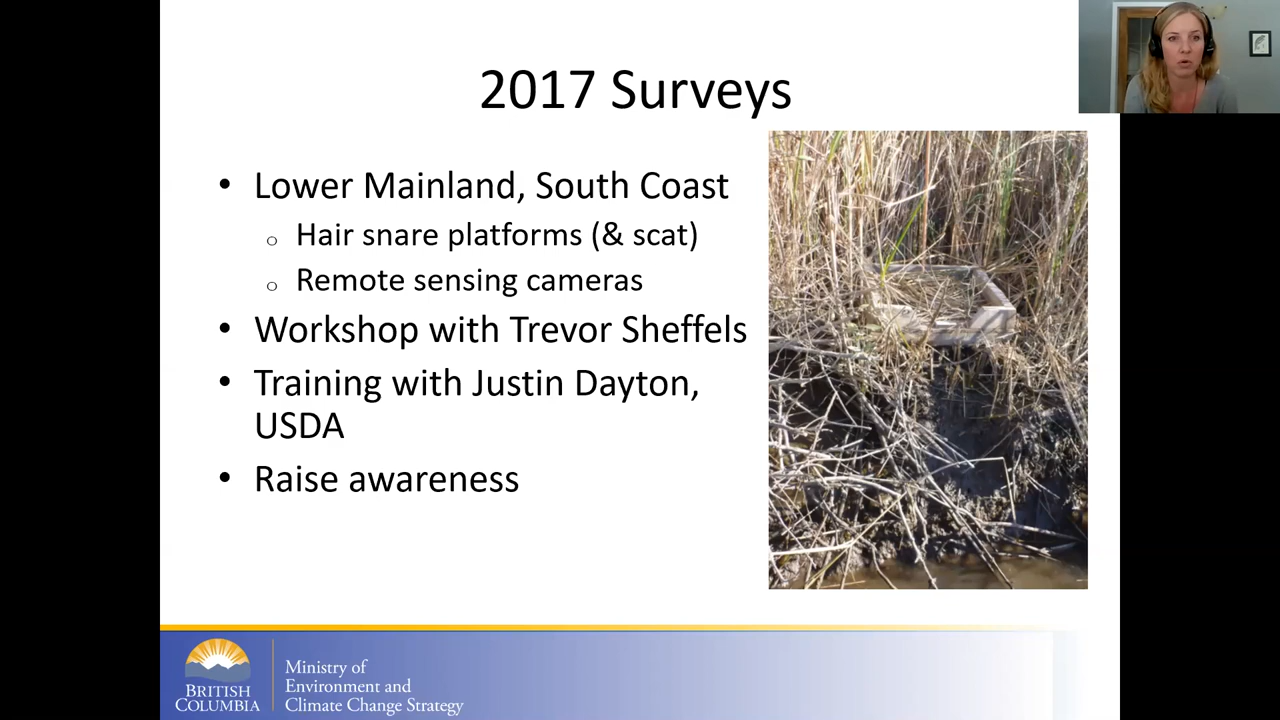 2017 Surveys
• Lower Mainland, South Coast
o Hair snare platforms (& scat)
o Remote sensing cameras
• Workshop with Trevor Sheffels
• Training with Justin Dayton,
USDA
• Raise awareness
BRITISH
COLUMBIA
Ministry of
Environment and
Climate Change Strategy